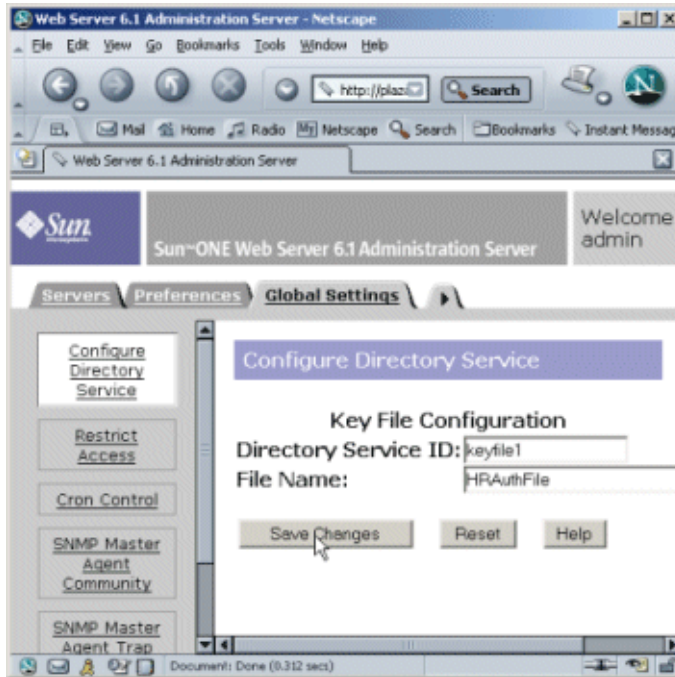 Web Server 6.1 Administration Server - Netscape
File Edit View Go Bookmarks Tools Window Help
http://plaza Search
Mail Home Radio My Netscape Search Bookmarks Instant Messag
Web Server 6.1 Administration Server
Sun
Sun ONE Web Server 6.1 Administration Server
Welcome
admin
Servers Preferences Global Settings
Configure
Directory
Service
Restrict
Access
Cron Control
SNMP Master
Agent
Community
SNMP Master
Agent Trap
Configure Directory Service
Key File Configuration
Directory Service ID: keyfile1
File Name: HRAuthFile
Save Changes Reset Help
Document: Done (0.312 secs)